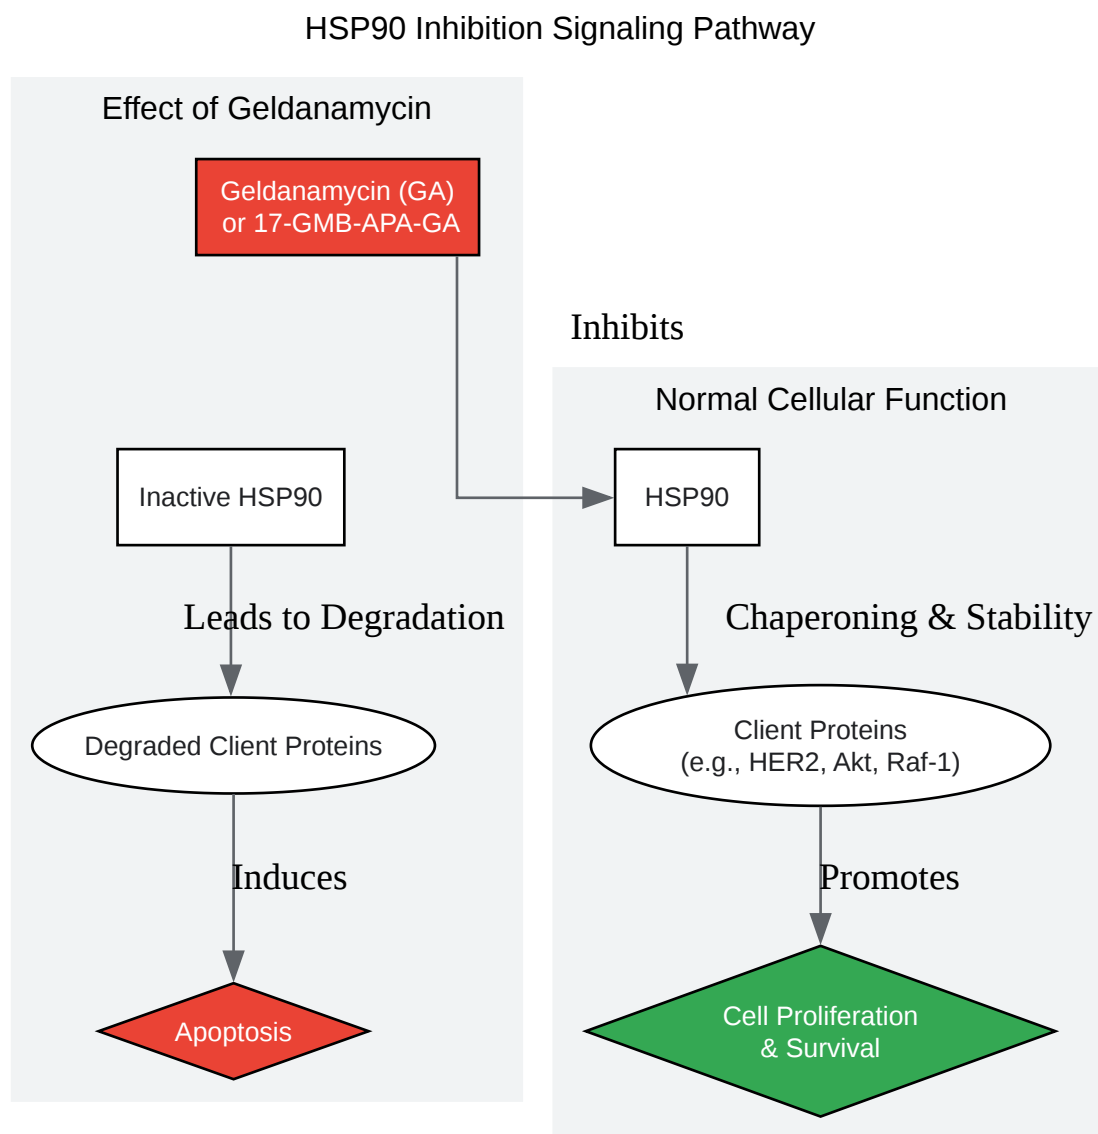 HSP90 Inhibition Signaling Pathway
Effect of Geldanamycin
Geldanamycin (GA)
or 17-GMB-APA-GA
Inhibits
Normal Cellular Function
Inactive HSP90
HSP90
Leads to Degradation
Chaperoning & Stability
Degraded Client Proteins
Client Proteins
(e.g., HER2, Akt, Raf-1)
Induces
Promotes
Apoptosis
Cell Proliferation
& Survival